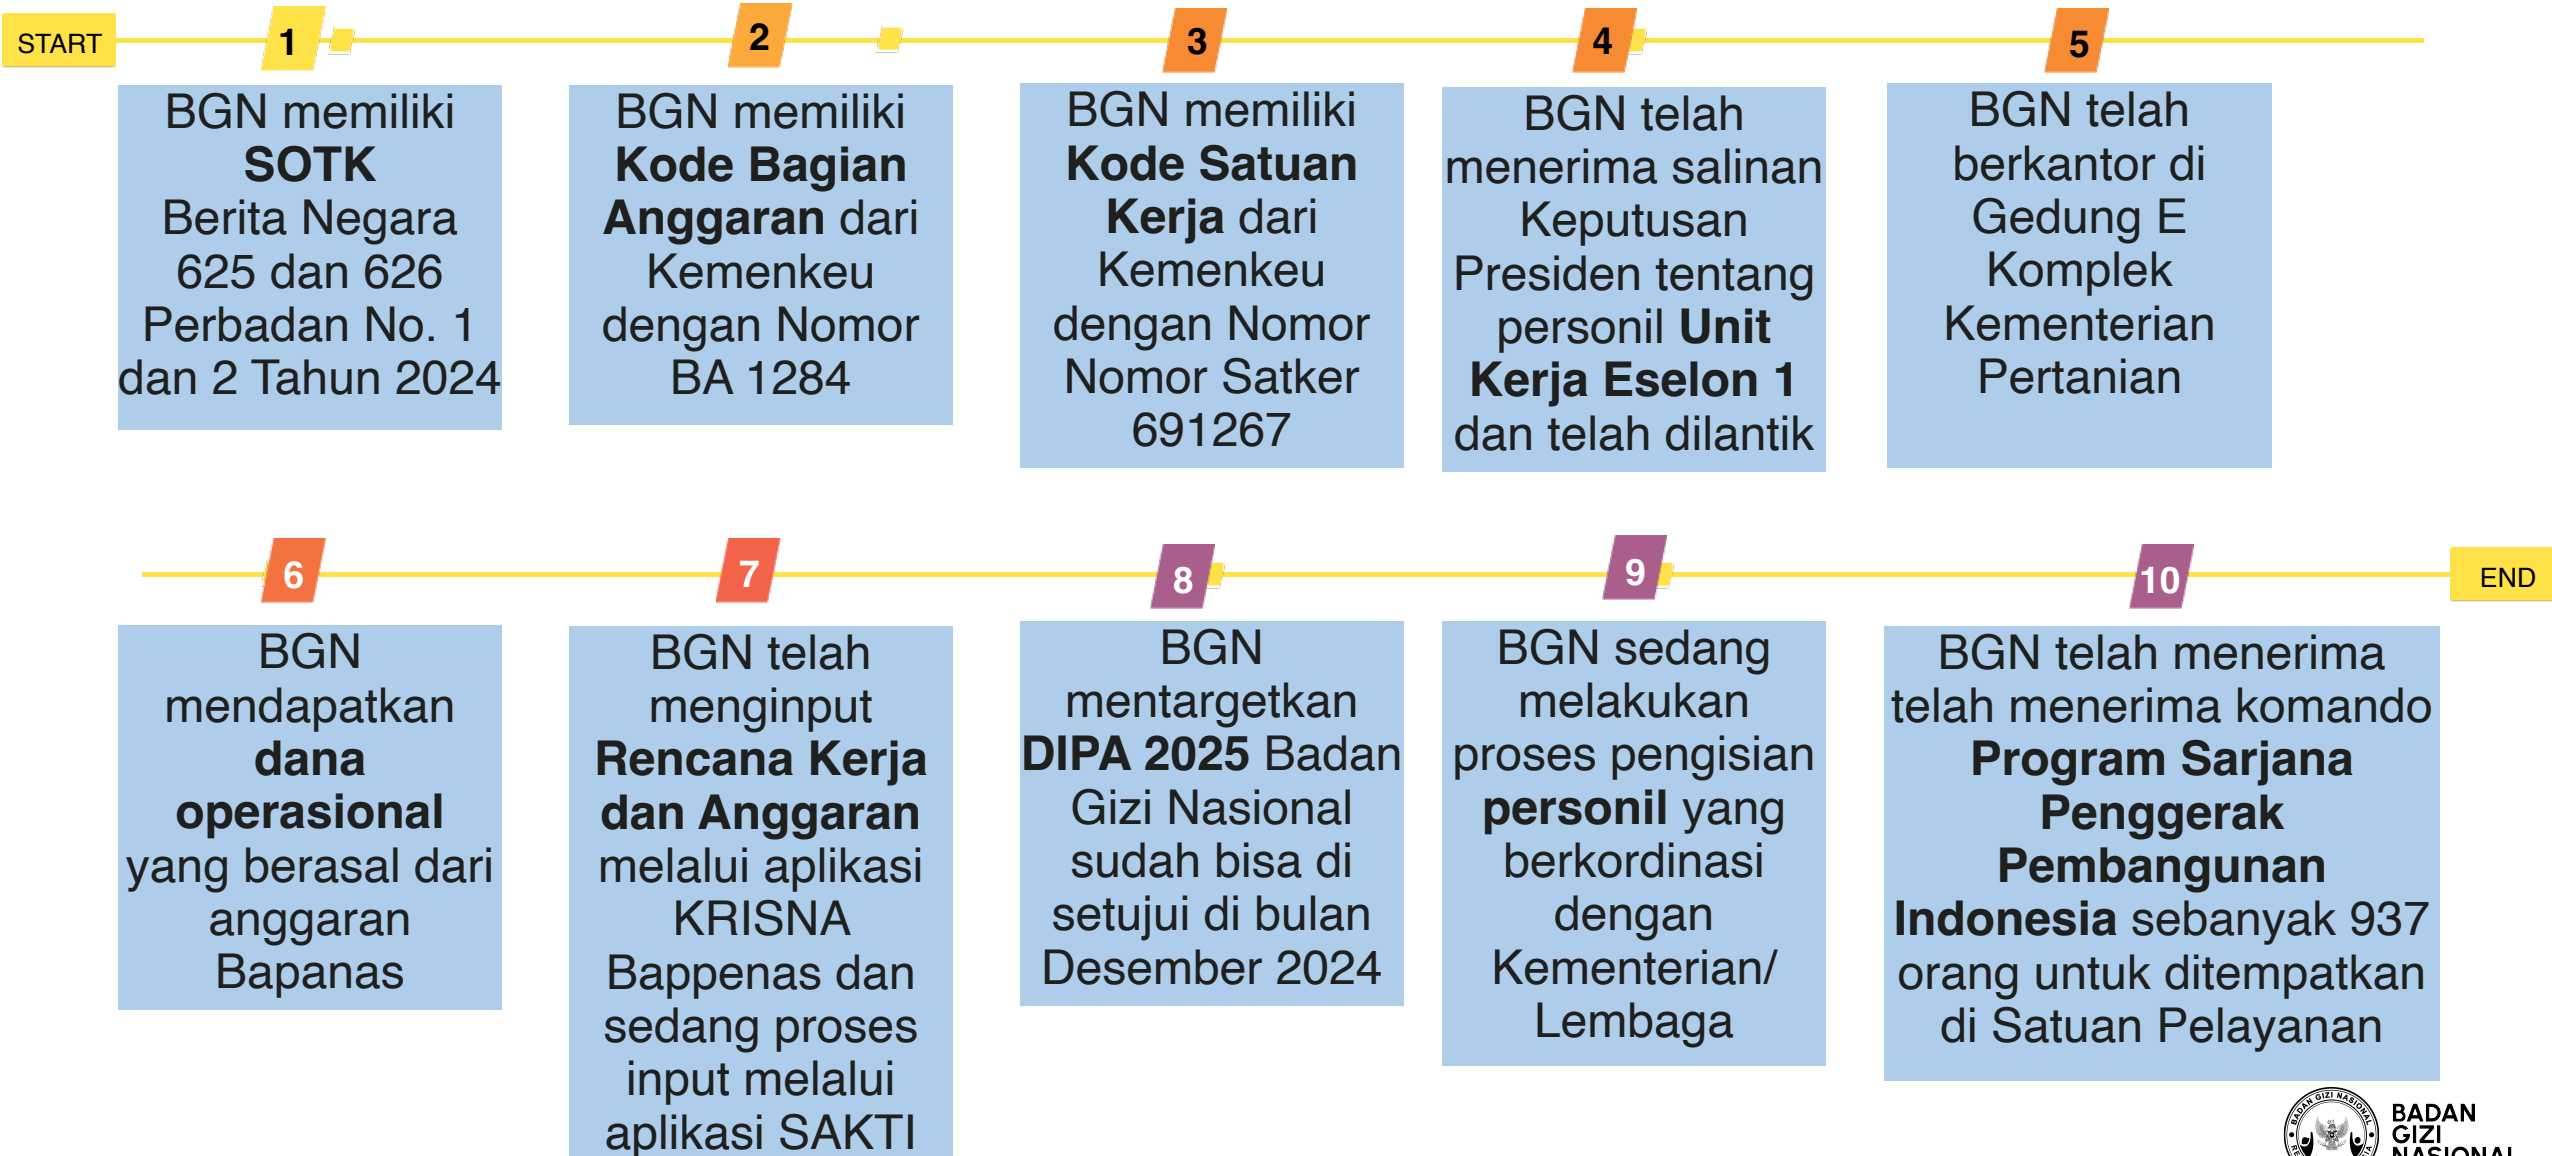 START
1
2
3
4
5
BGN memiliki
SOTK
Berita Negara
625 dan 626
Perbadan No. 1
dan 2 Tahun 2024
BGN memiliki
Kode Bagian
Anggaran dari
Kemenkeu
dengan Nomor
BA 1284
BGN memiliki
Kode Satuan
Kerja dari
Kemenkeu
dengan Nomor
Nomor Satker
691267
BGN telah
menerima salinan
Keputusan
Presiden tentang
personil Unit
Kerja Eselon 1
dan telah dilantik
BGN telah
berkantor di
Gedung E
Komplek
Kementerian
Pertanian
6
7
8
9
10
END
BGN
mendapatkan
dana
operasional
yang berasal dari
anggaran
Bapanas
BGN telah
menginput
Rencana Kerja
dan Anggaran
melalui aplikasi
KRISNA
Bappenas dan
sedang proses
input melalui
aplikasi SAKTI
BGN
mentargetkan
DIPA 2025 Badan
Gizi Nasional
sudah bisa di
setujui di bulan
Desember 2024
BGN sedang
melakukan
proses pengisian
personil yang
berkordinasi
dengan
Kementerian/
Lembaga
BGN telah menerima
telah menerima komando
Program Sarjana
Penggerak
Pembangunan
Indonesia sebanyak 937
orang untuk ditempatkan
di Satuan Pelayanan
BADAN GIZI NASIONAL
BADAN
GIZI
NASIONAL